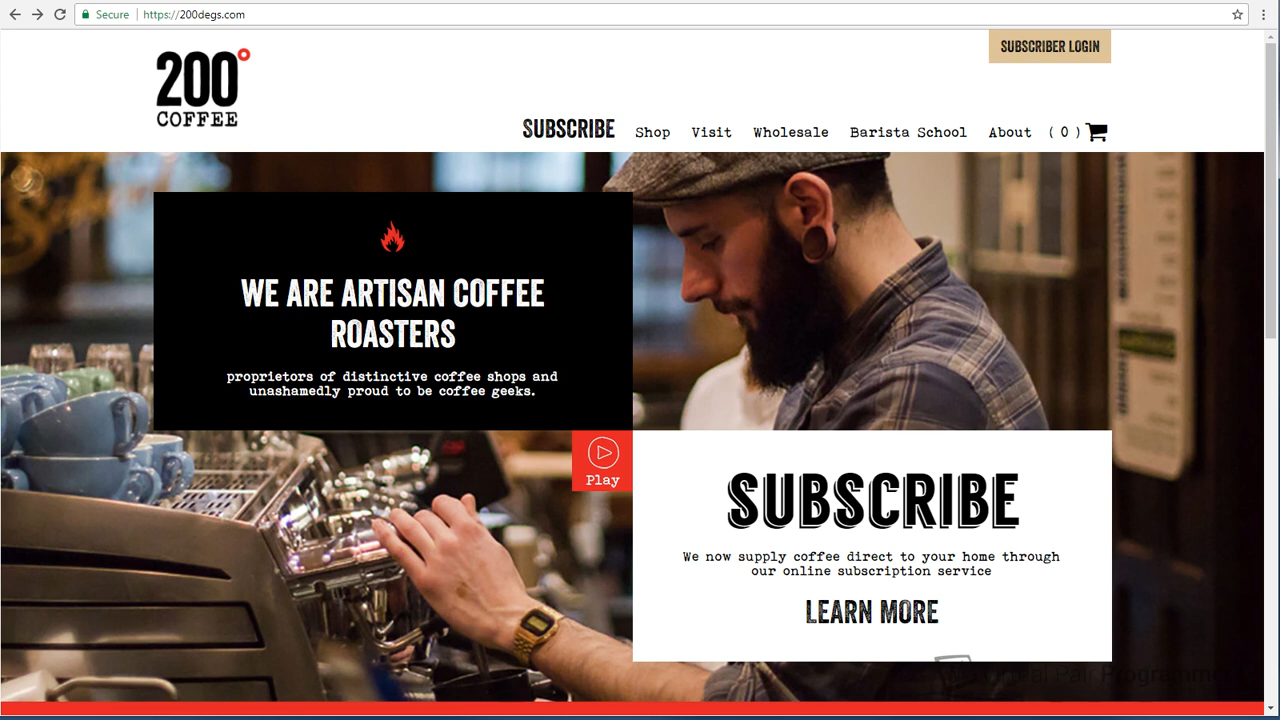 Secure
https://200degs.com
SUBSCRIBER LOGIN
200°
COFFEE
SUBSCRIBE Shop Visit Wholesale Barista School About ( 0 )
WE ARE ARTISAN COFFEE
ROASTERS
proprietors of distinctive coffee shops and
unashamedly proud to be coffee geeks.
Play
SUBSCRIBE
We now supply coffee direct to your home through
our online subscription service
LEARN MORE
Pair Programmer